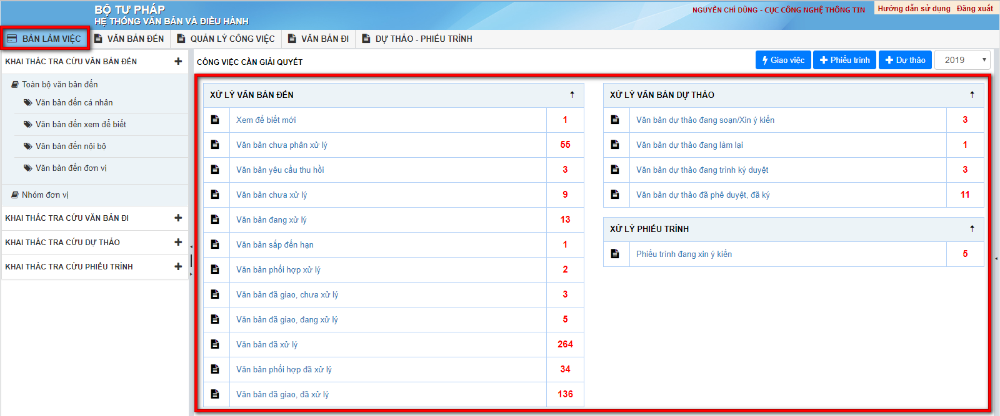 BỘ TƯ PHÁP
HỆ THỐNG VĂN BẢN VÀ ĐIỀU HÀNH
NGUYỄN CHÍ DŨNG - CỤC CÔNG NGHỆ THÔNG TIN
Hướng dẫn sử dụng Đăng xuất
BÀN LÀM VIỆC VĂN BẢN ĐẾN QUẢN LÝ CÔNG VIỆC VĂN BẢN ĐI DỰ THẢO - PHIẾU TRÌNH
KHAI THÁC TRA CỨU VĂN BẢN ĐẾN
Toàn bộ văn bản đến
Văn bản đến cá nhân
Văn bản đến xem để biết
Văn bản đến nội bộ
Văn bản đến đơn vị
Nhóm đơn vị
KHAI THÁC TRA CỨU VĂN BẢN ĐI
KHAI THÁC TRA CỨU DỰ THẢO
KHAI THÁC TRA CỨU PHIẾU TRÌNH
CÔNG VIỆC CẦN GIẢI QUYẾT
Giao việc Phiếu trình Dự thảo 2019
XỬ LÝ VĂN BẢN ĐẾN
Xem để biết mới 1
Văn bản chưa phân xử lý 55
Văn bản yêu cầu thu hồi 3
Văn bản chưa xử lý 9
Văn bản đang xử lý 13
Văn bản sắp đến hạn 1
Văn bản phối hợp xử lý 2
Văn bản đã giao, chưa xử lý 3
Văn bản đã giao, đang xử lý 5
Văn bản đã xử lý 264
Văn bản phối hợp đã xử lý 34
Văn bản đã giao, đã xử lý 136
XỬ LÝ VĂN BẢN DỰ THẢO
Văn bản dự thảo đang soạn/Xin ý kiến 3
Văn bản dự thảo đang làm lại 1
Văn bản dự thảo đang trình ký duyệt 3
Văn bản dự thảo đã phê duyệt, đã ký 11
XỬ LÝ PHIẾU TRÌNH
Phiếu trình đang xin ý kiến 5